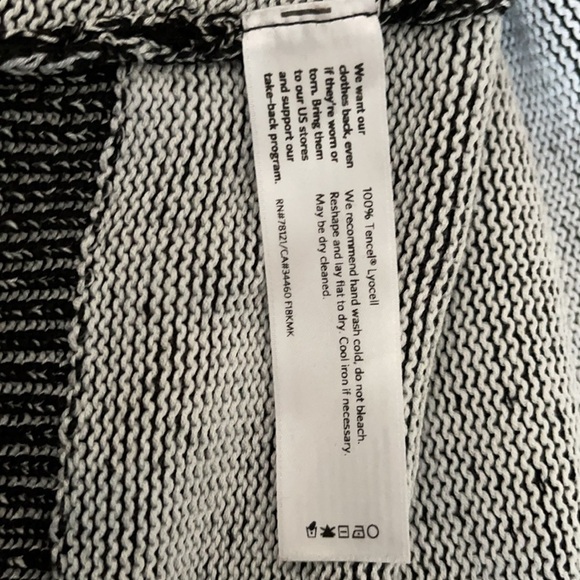 We want our
clothes back, even
if they're worn or
torn. Bring them
to our US stores
and support our
take-back program.
100% Tencel® Lyocell
We recommend hand wash cold, do not bleach.
Reshape and lay flat to dry. Cool iron if necessary.
May be dry cleaned.
RN#78121/CA#34460 F18KMK